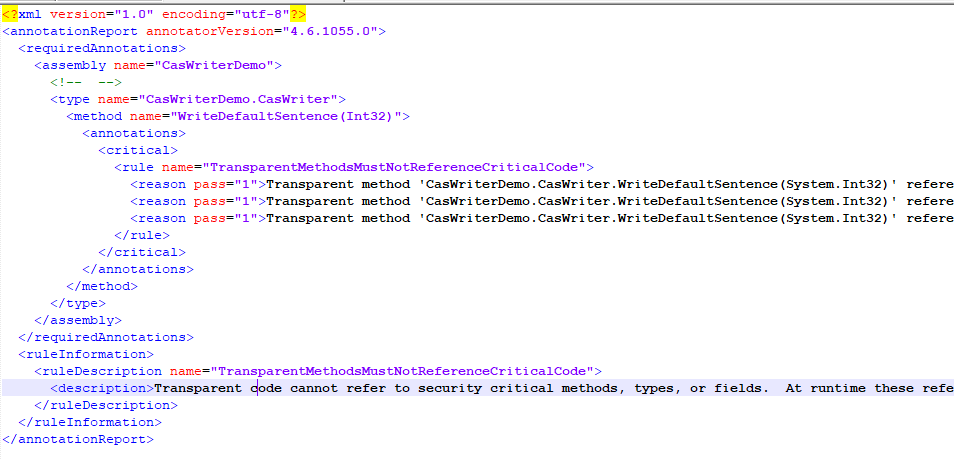 <?xml version="1.0" encoding="utf-8"?>
<annotationReport annotatorVersion="4.6.1055.0">
<requiredAnnotations>
<assembly name="CasWriterDemo">
<!--  -->
<type name="CasWriterDemo.CasWriter">
<method name="WriteDefaultSentence(Int32)">
<annotations>
<critical>
<rule name="TransparentMethodsMustNotReferenceCriticalCode">
<reason pass="1">Transparent method 'CasWriterDemo.CasWriter.WriteDefaultSentence(System.Int32)' refere
<reason pass="1">Transparent method 'CasWriterDemo.CasWriter.WriteDefaultSentence(System.Int32)' refere
<reason pass="1">Transparent method 'CasWriterDemo.CasWriter.WriteDefaultSentence(System.Int32)' refere
</rule>
</critical>
</annotations>
</method>
</type>
</assembly>
</requiredAnnotations>
<ruleInformation>
<ruleDescription name="TransparentMethodsMustNotReferenceCriticalCode">
<description>Transparent code cannot refer to security critical methods, types, or fields.  At runtime these refe
</ruleDescription>
</ruleInformation>
</annotationReport>